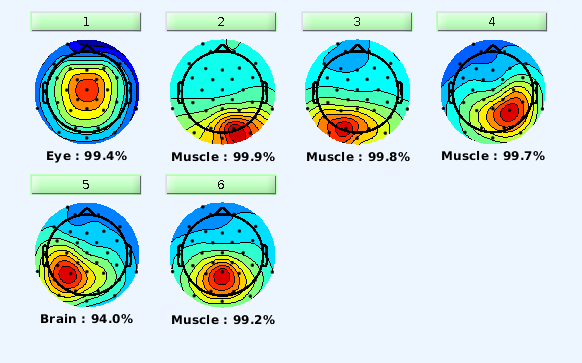 1 2 3 4
Eye : 99.4% Muscle : 99.9% Muscle : 99.8% Muscle : 99.7%
5 6
Brain : 94.0% Muscle : 99.2%